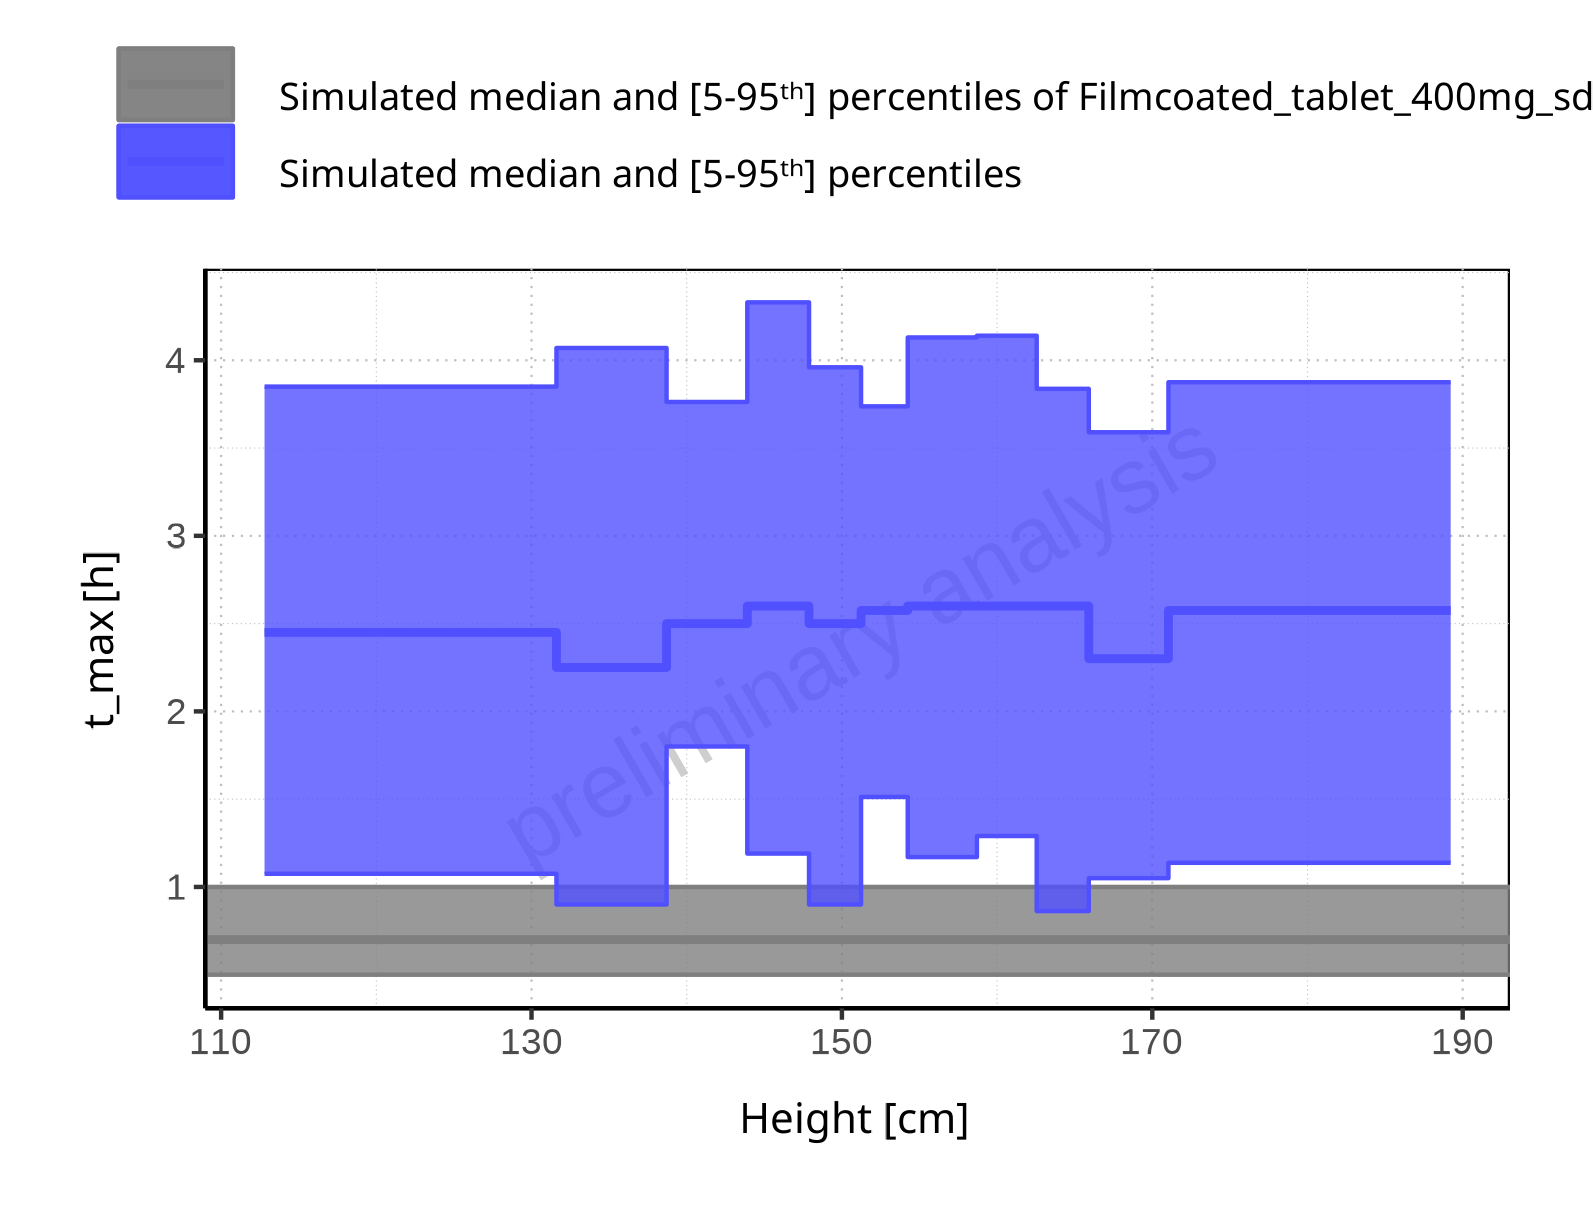 Simulated median and [5-95ᵗʰ] percentiles of Filmcoated_tablet_400mg_sd
Simulated median and [5-95ᵗʰ] percentiles
4
3
2
1
t_max [h]
preliminary analysis
110 130 150 170 190
Height [cm]